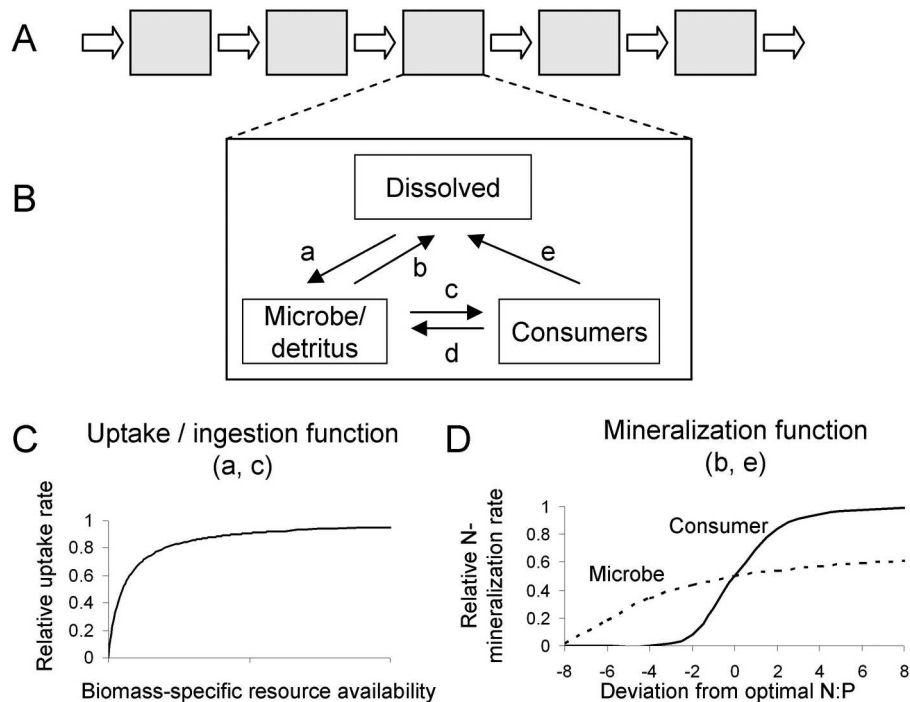 A
B
Dissolved
a
b
e
c
d
Microbe/
detritus
Consumers
C
Uptake / ingestion function
(a, c)
Relative uptake rate
1
0.8
0.6
0.4
0.2
0
Biomass-specific resource availability
D
Mineralization function
(b, e)
Relative N-
mineralization rate
1
0.8
0.6
0.4
0.2
0
Consumer
Microbe
-8 -6 -4 -2 0 2 4 6 8
Deviation from optimal N:P